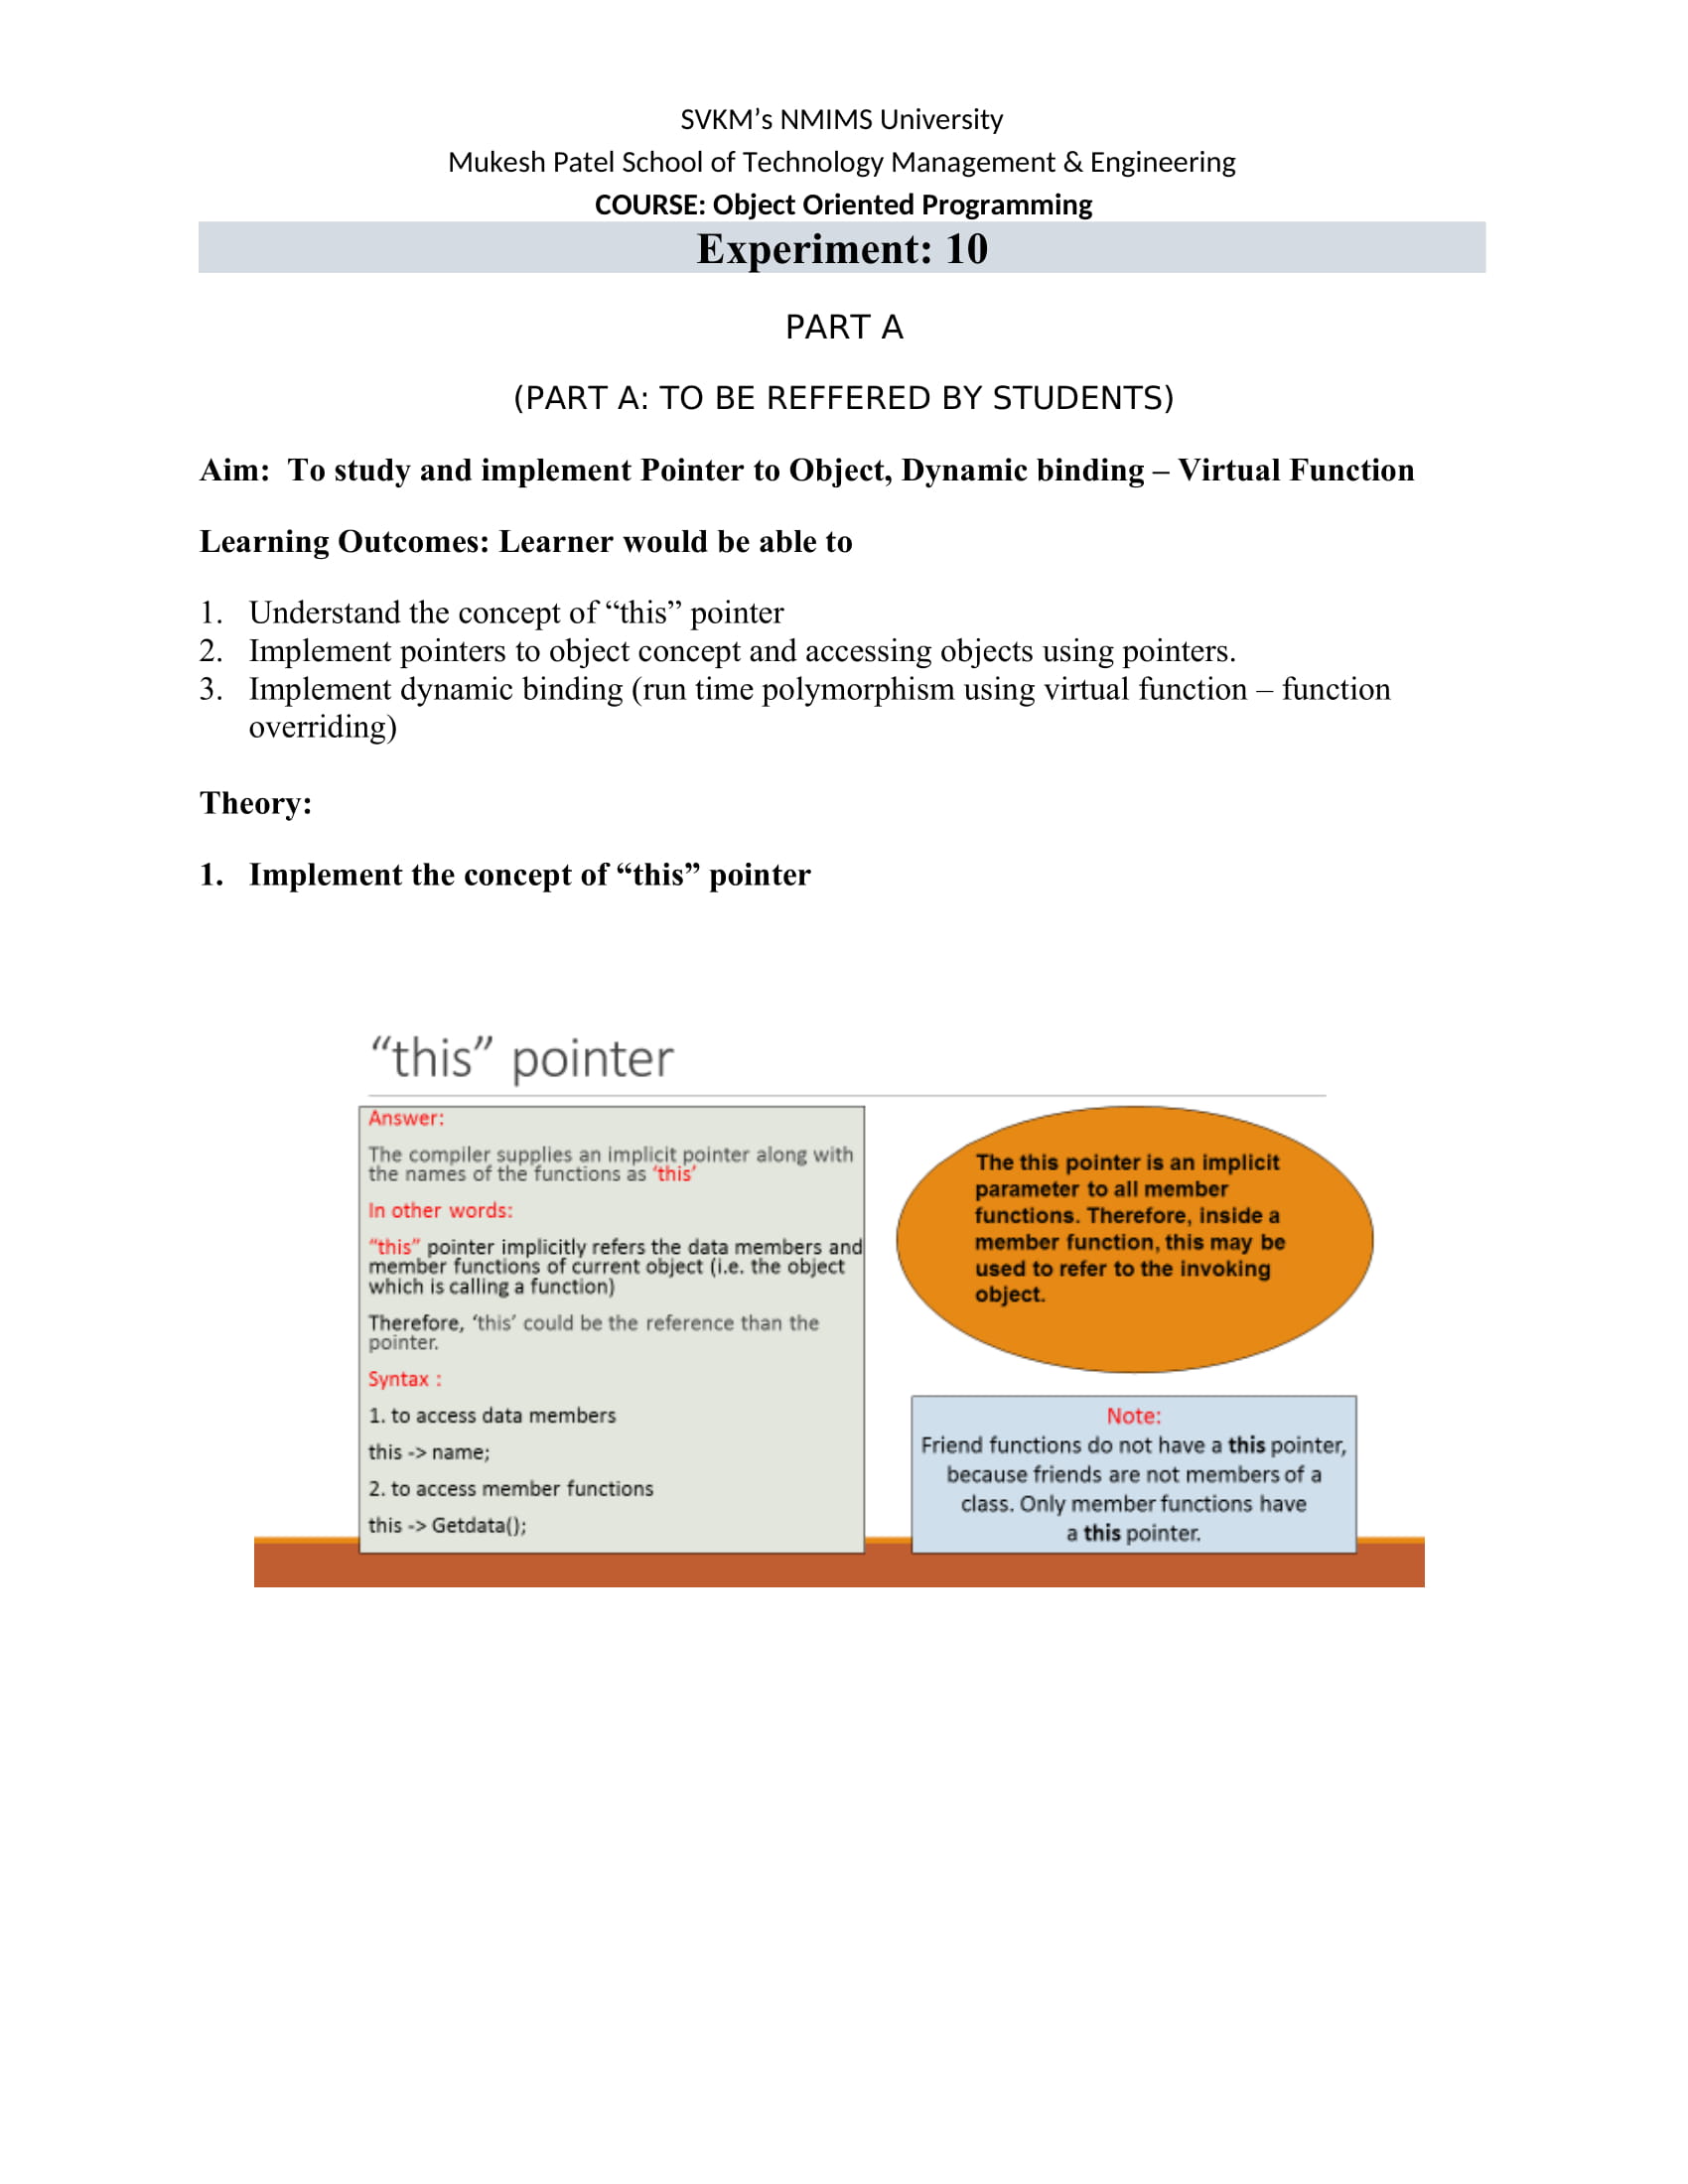 SVKM’s NMIMS University
Mukesh Patel School of Technology Management & Engineering
COURSE: Object Oriented Programming
Experiment: 10
PART A
(PART A: TO BE REFFERED BY STUDENTS)
Aim:  To study and implement Pointer to Object, Dynamic binding – Virtual Function
Learning Outcomes: Learner would be able to
1. Understand the concept of “this” pointer
2. Implement pointers to object concept and accessing objects using pointers.
3. Implement dynamic binding (run time polymorphism using virtual function – function
overriding)
Theory:
1. Implement the concept of “this” pointer
“this” pointer
Answer:
The compiler supplies an implicit pointer along with
the names of the functions as ‘this’
In other words:
“this” pointer implicitly refers the data members and
member functions of current object (i.e. the object
which is calling a function)
Therefore, ‘this’ could be the reference than the
pointer.
Syntax :
1. to access data members
this -> name;
2. to access member functions
this -> Getdata();
The this pointer is an implicit
parameter to all member
functions. Therefore, inside a
member function, this may be
used to refer to the invoking
object.
Note:
Friend functions do not have a this pointer,
because friends are not members of a
class. Only member functions have
a this pointer.